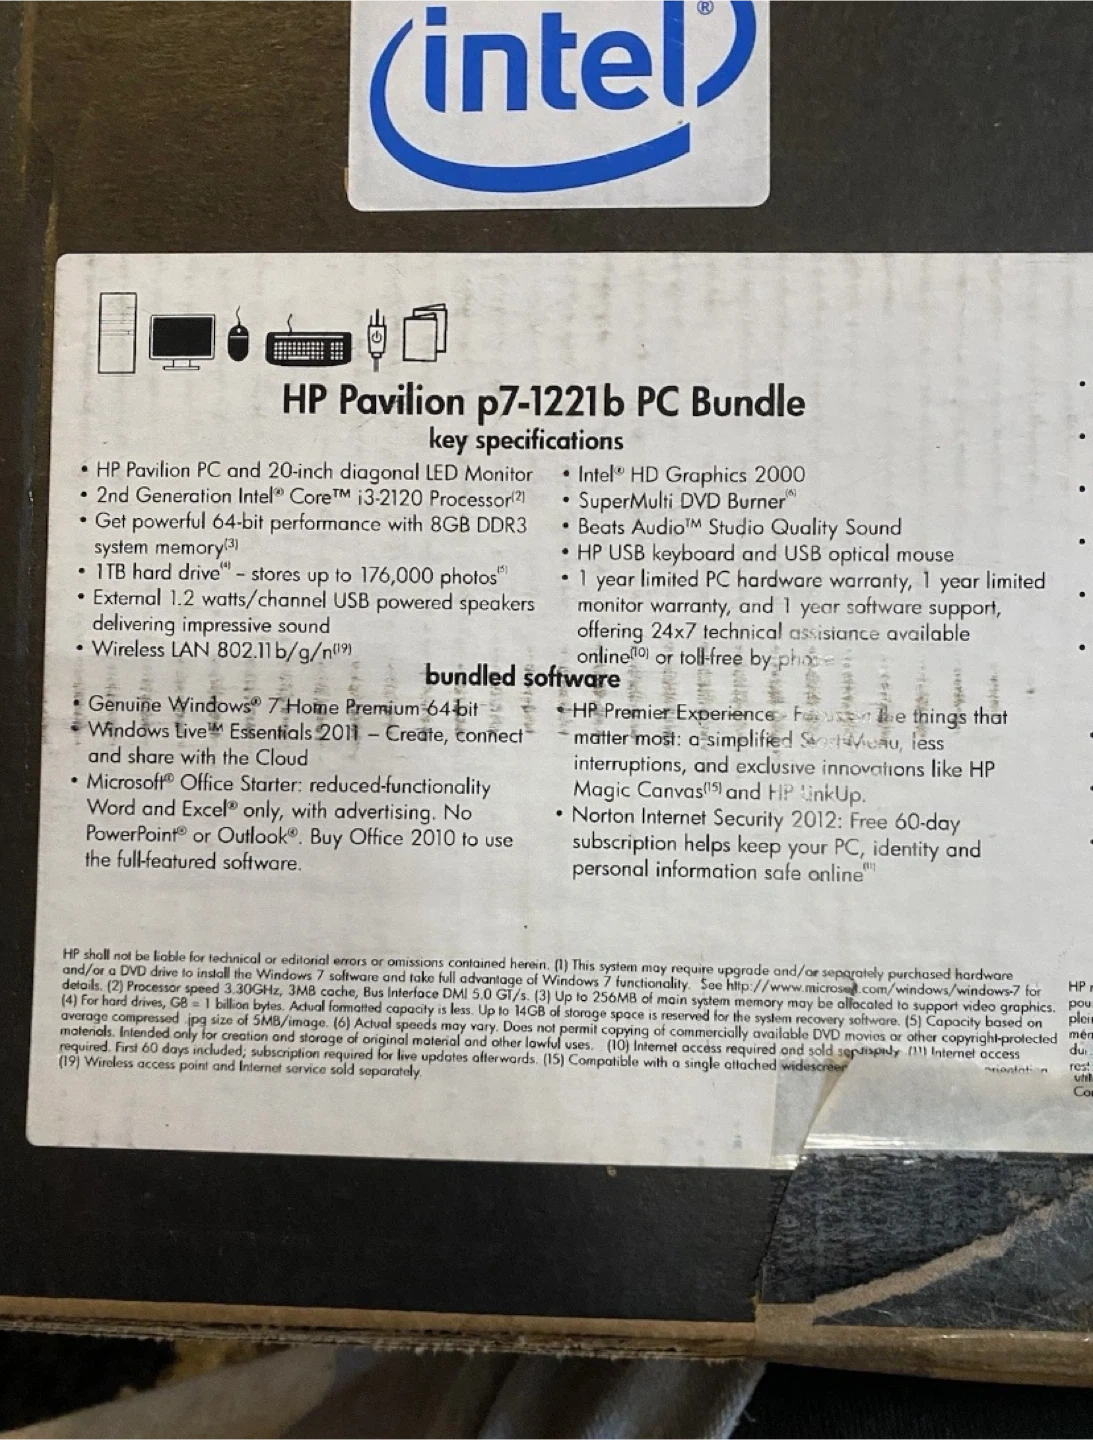 intel®
HP Pavilion p7-1221b PC Bundle
key specifications
• HP Pavilion PC and 20-inch diagonal LED Monitor
• 2nd Generation Intel® Core™ i3-2120 Processor(2)
• Get powerful 64-bit performance with 8GB DDR3
system memory(3)
• 1TB hard drive(4) – stores up to 176,000 photos(5)
• External 1.2 watts/channel USB powered speakers
delivering impressive sound
• Wireless LAN 802.11b/g/n(19)
• Intel® HD Graphics 2000
• SuperMulti DVD Burner(6)
• Beats Audio™ Studio Quality Sound
• HP USB keyboard and USB optical mouse
• 1 year limited PC hardware warranty, 1 year limited
monitor warranty, and 1 year software support,
offering 24x7 technical assistance available
online(10) or toll-free by phone
bundled software
• Genuine Windows® 7 Home Premium 64-bit
• Windows Live™ Essentials 2011 – Create, connect
and share with the Cloud
• Microsoft® Office Starter: reduced-functionality
Word and Excel® only, with advertising. No
PowerPoint® or Outlook®. Buy Office 2010 to use
the full-featured software.
• HP Premier Experience - the things that
matter most: a simplified Start Menu, less
interruptions, and exclusive innovations like HP
Magic Canvas(15) and HP LinkUp.
• Norton Internet Security 2012: Free 60-day
subscription helps keep your PC, identity and
personal information safe online(11)
HP shall not be liable for technical or editorial errors or omissions contained herein. (1) This system may require upgrade and/or separately purchased hardware
and/or a DVD drive to install the Windows 7 software and take full advantage of Windows 7 functionality. See http://www.microsoft.com/windows/windows-7 for
details. (2) Processor speed 3.30GHz, 3MB cache, Bus Interface DMI 5.0 GT/s. (3) Up to 256MB of main system memory may be allocated to support video graphics.
(4) For hard drives, GB = 1 billion bytes. Actual formatted capacity is less. Up to 14GB of storage space is reserved for the system recovery software. (5) Capacity based on
average compressed .jpg size of 5MB/image. (6) Actual speeds may vary. Does not permit copying of commercially available DVD movies or other copyright-protected
materials. Intended only for creation and storage of original material and other lawful uses. (10) Internet access required and sold separately (11) Internet access
required. First 60 days included; subscription required for live updates afterwards. (15) Compatible with a single attached widescreen orientation
(19) Wireless access point and Internet service sold separately.
HP
pou
plei
mém
du
res
util
Co